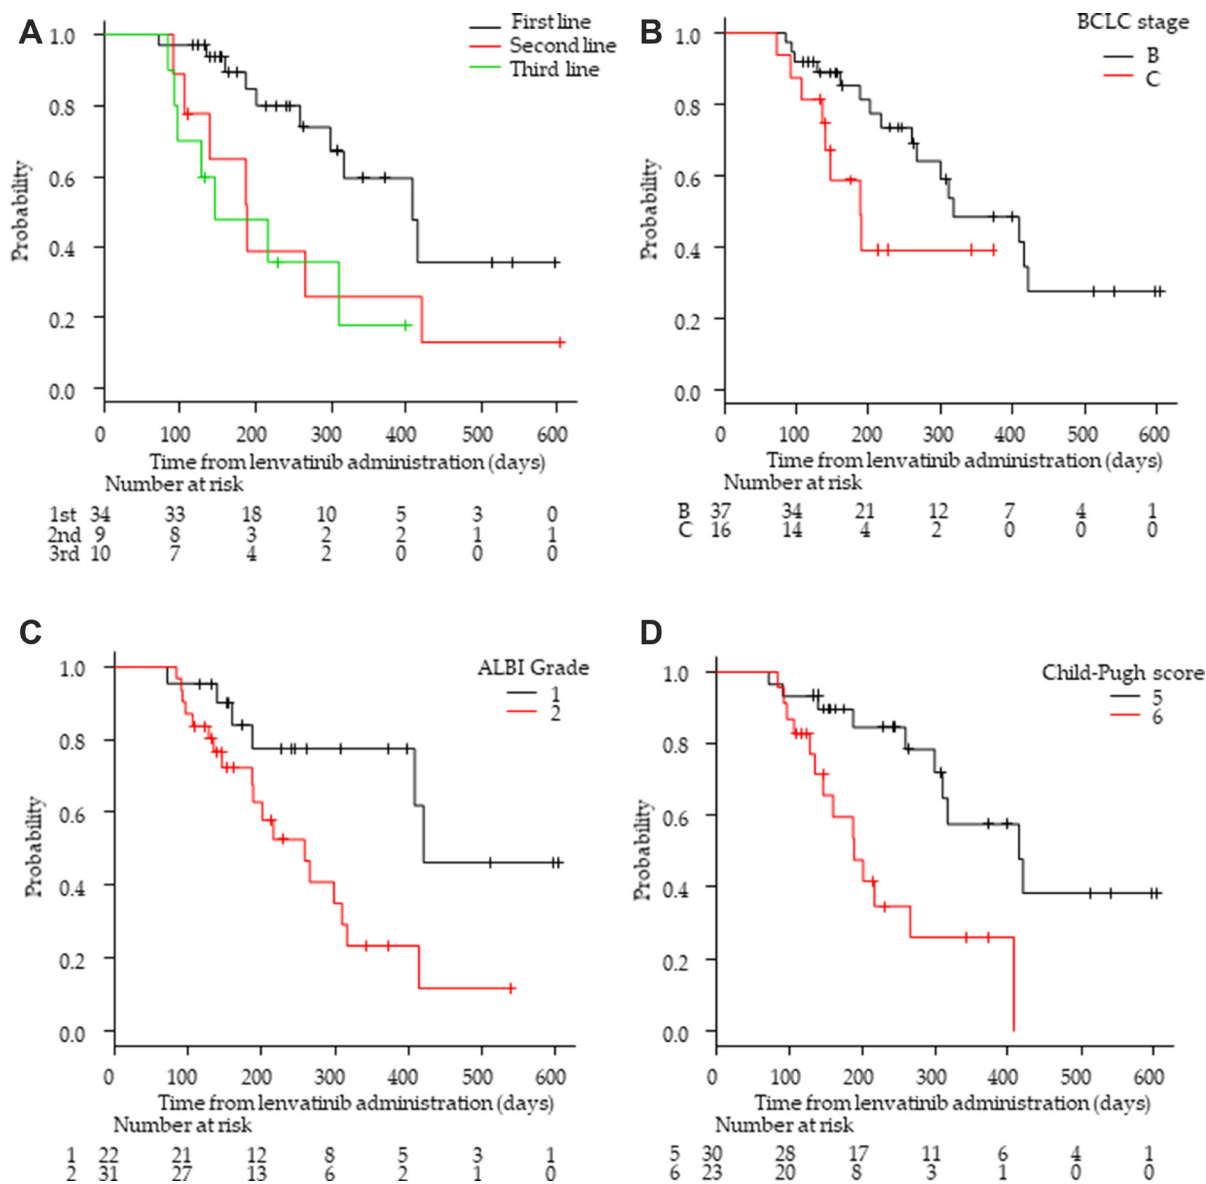 A
First line
Second line
Third line
1.0
0.8
0.6
0.4
0.2
0.0
Probability
0 100 200 300 400 500 600
Time from lenvatinib administration (days)
Number at risk
1st 34 33 18 10 5 3 0
2nd 9 8 3 2 2 1 1
3rd 10 7 4 2 0 0 0
B
BCLC stage
B
C
1.0
0.8
0.6
0.4
0.2
0.0
Probability
0 100 200 300 400 500 600
Time from lenvatinib administration (days)
Number at risk
B 37 34 21 12 7 4 1
C 16 14 4 2 0 0 0
C
ALBI Grade
1
2
1.0
0.8
0.6
0.4
0.2
0.0
Probability
0 100 200 300 400 500 600
Time from lenvatinib administration (days)
Number at risk
1 22 21 12 8 5 3 1
2 31 27 13 6 2 1 0
D
Child-Pugh score
5
6
1.0
0.8
0.6
0.4
0.2
0.0
Probability
0 100 200 300 400 500 600
Time from lenvatinib administration (days)
Number at risk
5 30 28 17 11 6 4 1
6 23 20 8 3 1 0 0